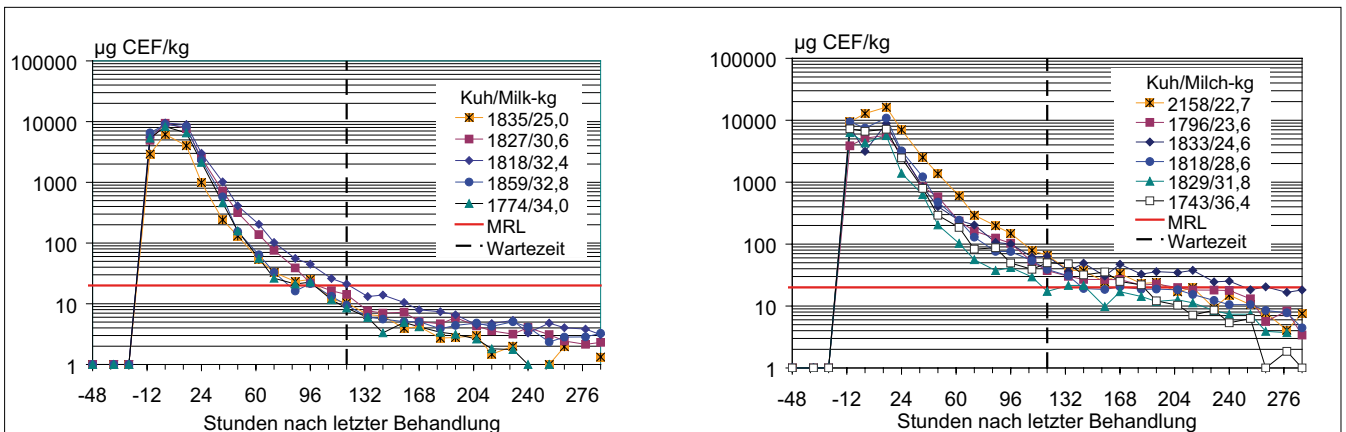 µg CEF/kg
100000
10000
1000
100
10
1
Kuh/Milk-kg
1835/25,0
1827/30,6
1818/32,4
1859/32,8
1774/34,0
MRL
Wartezeit
-48 -12 24 60 96 132 168 204 240 276
Stunden nach letzter Behandlung
µg CEF/kg
100000
10000
1000
100
10
1
Kuh/Milch-kg
2158/22,7
1796/23,6
1833/24,6
1818/28,6
1829/31,8
1743/36,4
MRL
Wartezeit
-48 -12 24 60 96 132 168 204 240 276
Stunden nach letzter Behandlung